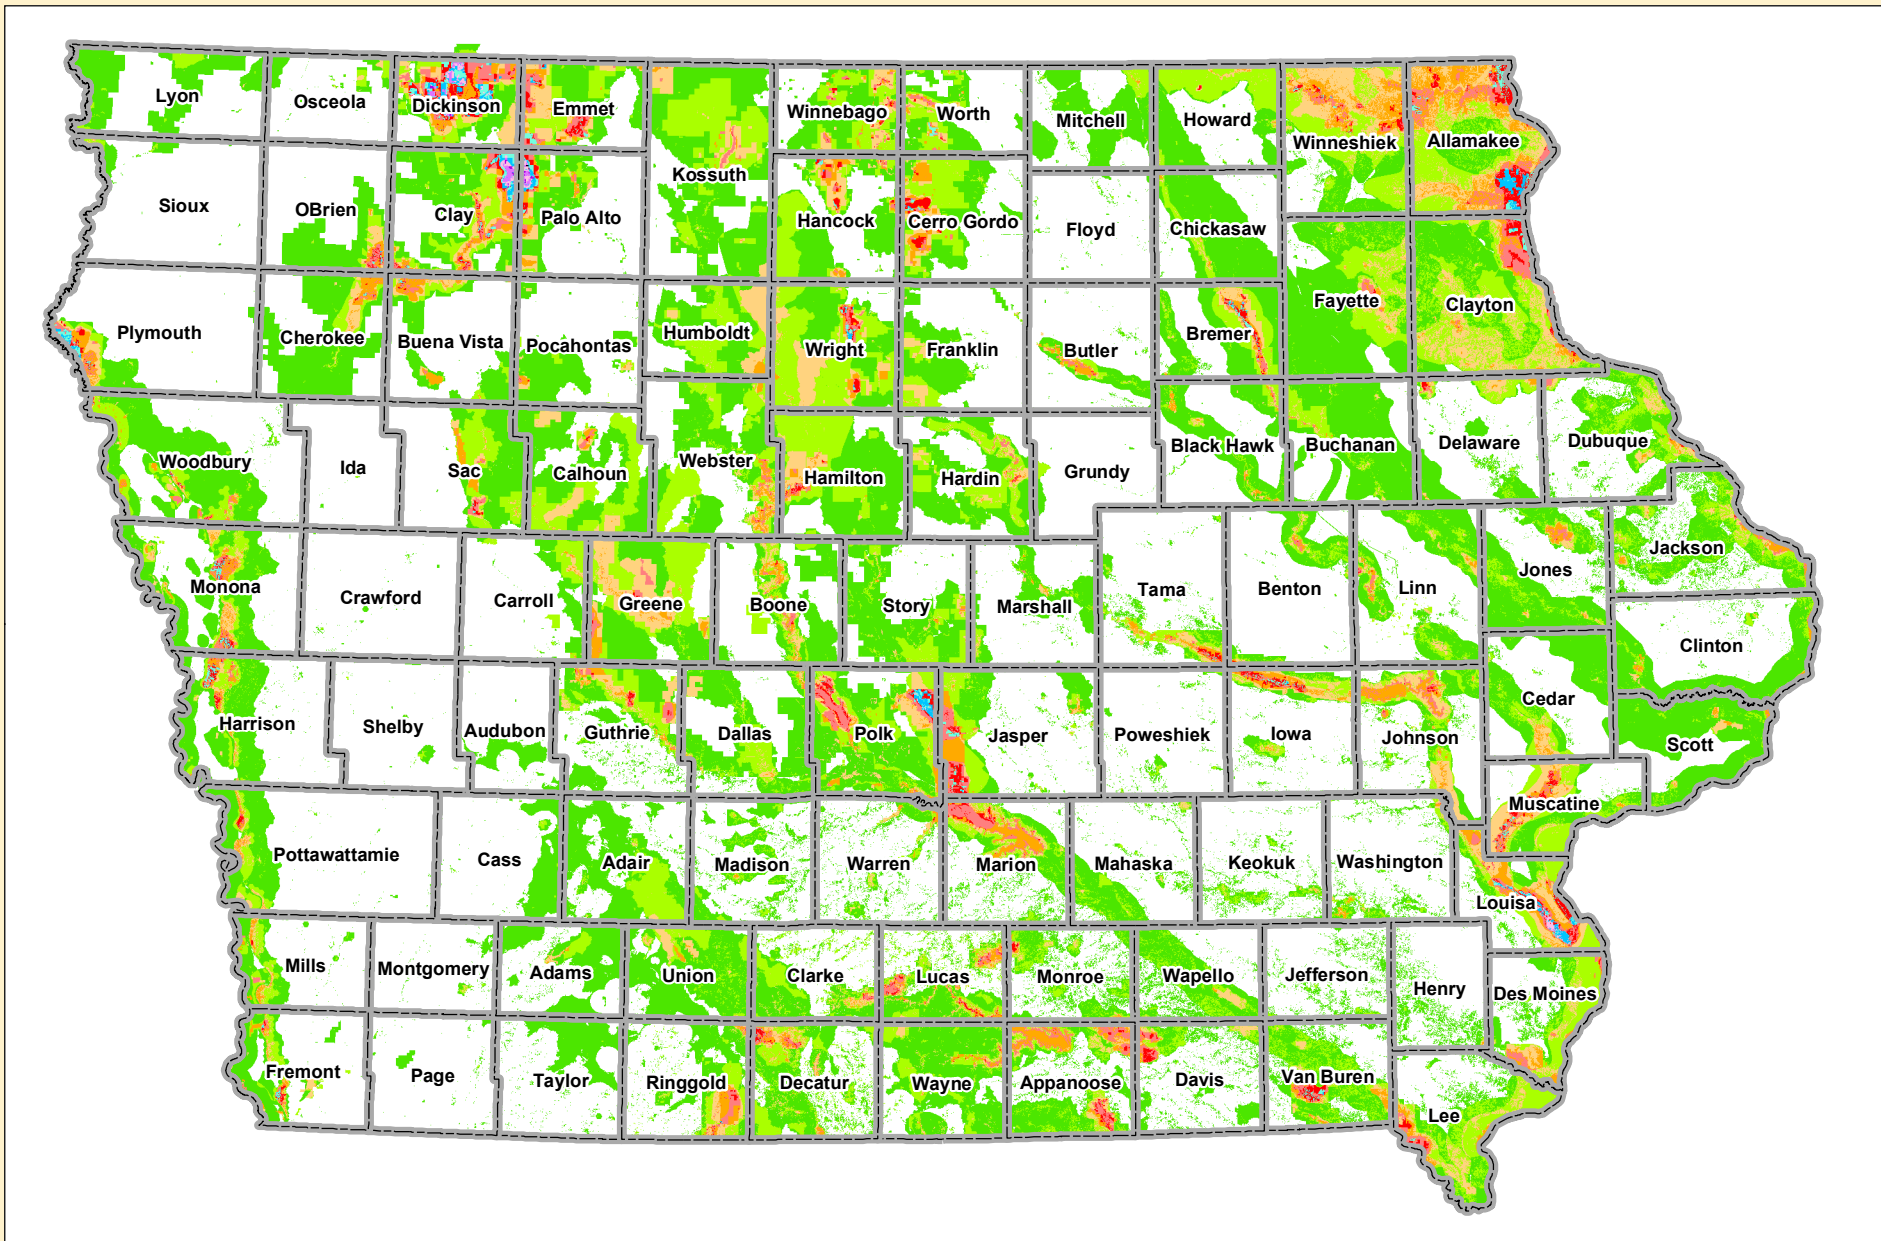 Lyon
Osceola
Dickinson
Emmet
Winnebago
Worth
Mitchell
Howard
Winneshiek
Allamakee
Kossuth
Sioux
OBrien
Clay
Palo Alto
Hancock
Cerro Gordo
Floyd
Chickasaw
Fayette
Clayton
Plymouth
Cherokee
Buena Vista
Pocahontas
Humboldt
Wright
Franklin
Butler
Bremer
Woodbury
Ida
Sac
Calhoun
Webster
Hamilton
Hardin
Grundy
Black Hawk
Buchanan
Delaware
Dubuque
Monona
Crawford
Carroll
Greene
Boone
Story
Marshall
Tama
Benton
Linn
Jones
Jackson
Clinton
Harrison
Shelby
Audubon
Guthrie
Dallas
Polk
Jasper
Poweshiek
Iowa
Johnson
Cedar
Scott
Muscatine
Pottawattamie
Cass
Adair
Madison
Warren
Marion
Mahaska
Keokuk
Washington
Louisa
Mills
Montgomery
Adams
Union
Clarke
Lucas
Monroe
Wapello
Jefferson
Henry
Des Moines
Fremont
Page
Taylor
Ringgold
Decatur
Wayne
Appanoose
Davis
Van Buren
Lee